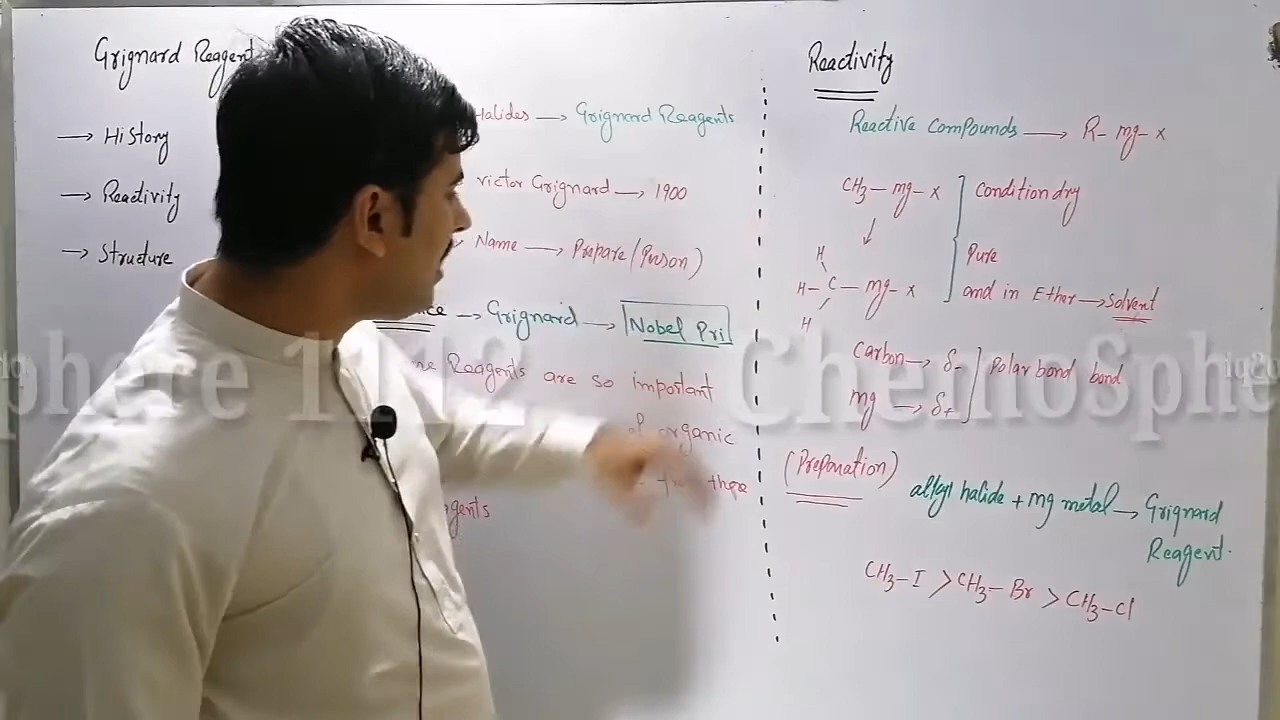 Grignard Reagent
→ History
→ Reactivity
→ Structure
Halides → Grignard Reagents
victor Grignard → 1900
Name → Prepare (Person)
→ Grignard → Nobel Pri
Reagents are so important
of organic
from these
Reactivity
Reactive Compounds → R- mg- x
CH3 - mg - x
Condition dry
Pure
and in Ether → Solvent
H
H- C - mg - x
H
Carbon → δ-
mg → δ+
Polar bond bond
(Preparation)
alkyl halide + mg metal → Grignard
Reagent.
CH3-I > CH3-Br > CH3-Cl
phere 1112
ChemoSphe